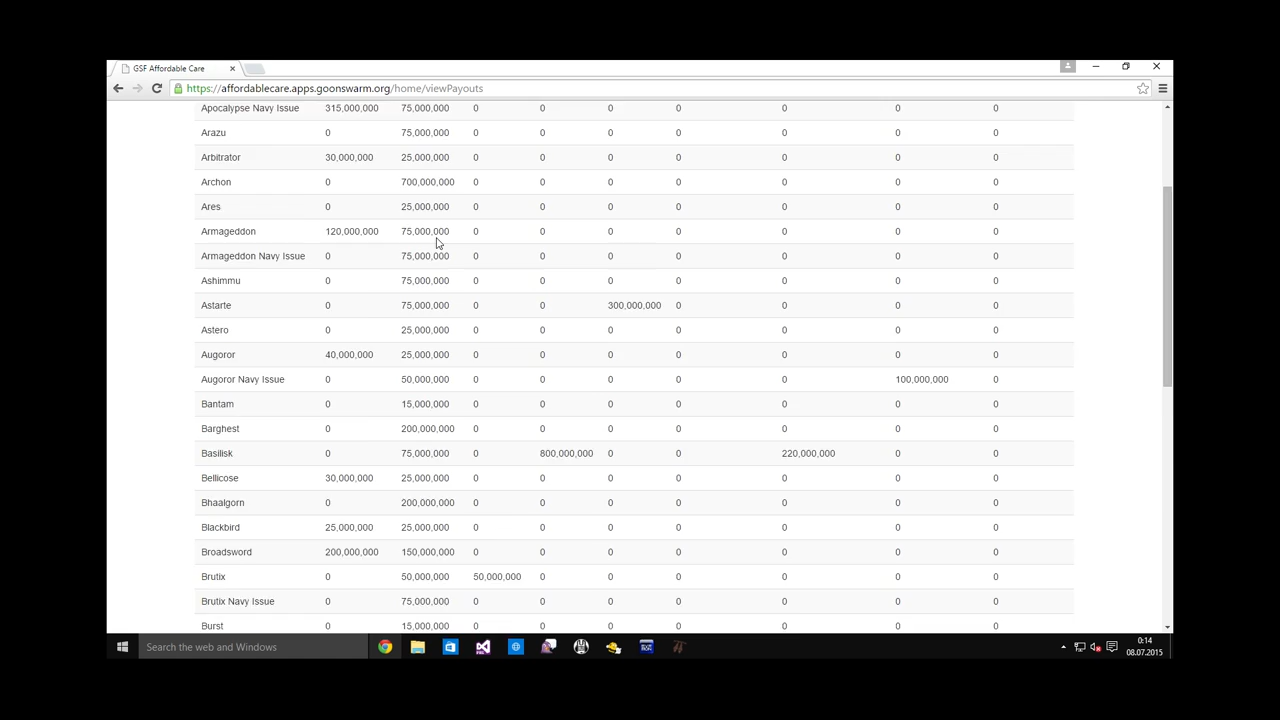 GSF Affordable Care
https://affordablecare.apps.goonswarm.org/home/viewPayouts
Apocalypse Navy Issue 315,000,000 75,000,000 0 0 0 0 0 0 0
Arazu 0 75,000,000 0 0 0 0 0 0 0
Arbitrator 30,000,000 25,000,000 0 0 0 0 0 0 0
Archon 0 700,000,000 0 0 0 0 0 0 0
Ares 0 25,000,000 0 0 0 0 0 0 0
Armageddon 120,000,000 75,000,000 0 0 0 0 0 0 0
Armageddon Navy Issue 0 75,000,000 0 0 0 0 0 0 0
Ashimmu 0 75,000,000 0 0 0 0 0 0 0
Astarte 0 75,000,000 0 0 300,000,000 0 0 0 0
Astero 0 25,000,000 0 0 0 0 0 0 0
Augoror 40,000,000 25,000,000 0 0 0 0 0 0 0
Augoror Navy Issue 0 50,000,000 0 0 0 0 0 100,000,000 0
Bantam 0 15,000,000 0 0 0 0 0 0 0
Barghest 0 200,000,000 0 0 0 0 0 0 0
Basilisk 0 75,000,000 0 800,000,000 0 0 220,000,000 0 0
Bellicose 30,000,000 25,000,000 0 0 0 0 0 0 0
Bhaalgorn 0 200,000,000 0 0 0 0 0 0 0
Blackbird 25,000,000 25,000,000 0 0 0 0 0 0 0
Broadsword 200,000,000 150,000,000 0 0 0 0 0 0 0
Brutix 0 50,000,000 50,000,000 0 0 0 0 0 0
Brutix Navy Issue 0 75,000,000 0 0 0 0 0 0 0
Burst 0 15,000,000 0 0 0 0 0 0 0
Search the web and Windows
0:14
08.07.2015